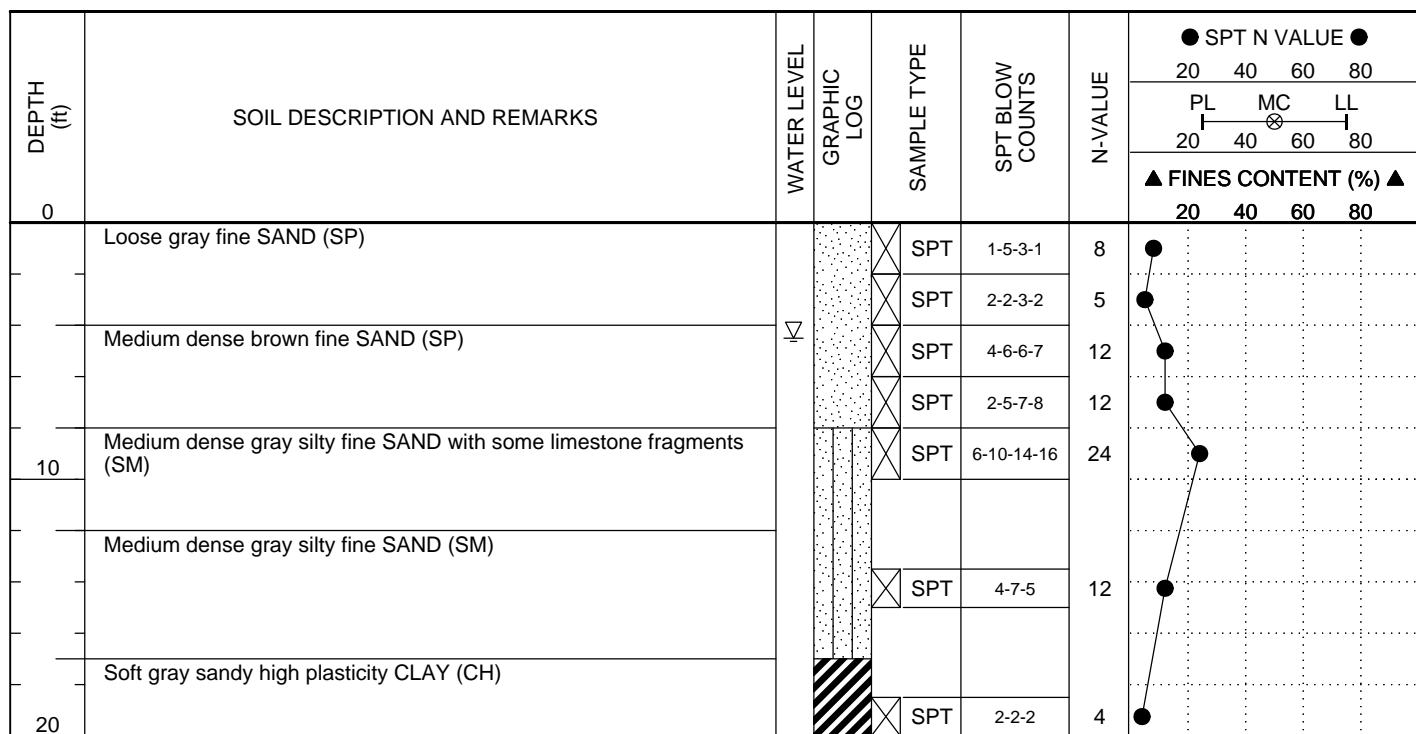 DEPTH
(ft)
SOIL DESCRIPTION AND REMARKS
WATER LEVEL
GRAPHIC
LOG
SAMPLE TYPE
SPT BLOW
COUNTS
N-VALUE
● SPT N VALUE ●
20 40 60 80
PL MC LL
20 40 60 80
▲ FINES CONTENT (%) ▲
20 40 60 80
0
Loose gray fine SAND (SP)
SPT 1-5-3-1 8
SPT 2-2-3-2 5
Medium dense brown fine SAND (SP)
SPT 4-6-6-7 12
SPT 2-5-7-8 12
Medium dense gray silty fine SAND with some limestone fragments
(SM)
SPT 6-10-14-16 24
10
Medium dense gray silty fine SAND (SM)
SPT 4-7-5 12
Soft gray sandy high plasticity CLAY (CH)
SPT 2-2-2 4
20